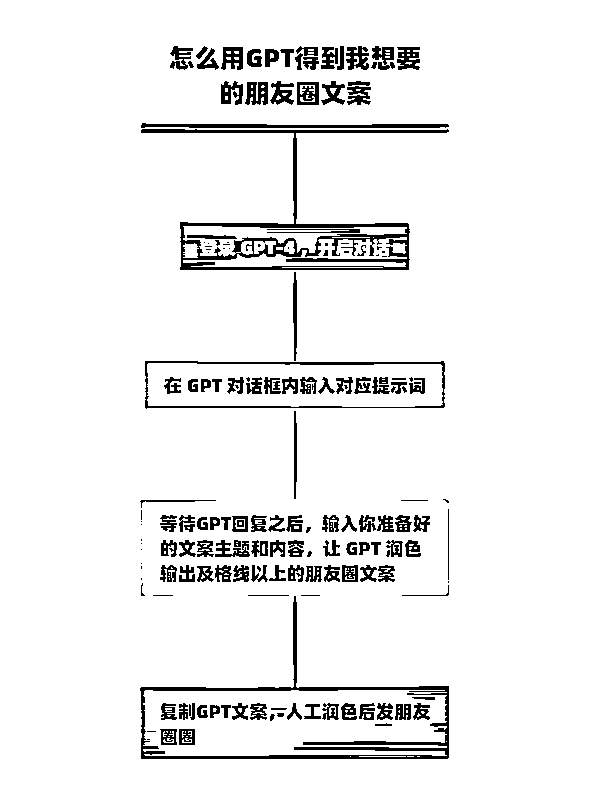 怎么用GPT得到我想要
的朋友圈文案
登录 GPT-4，开启对话
在 GPT 对话框内输入对应提示词
等待GPT回复之后，输入你准备好
的文案主题和内容，让 GPT 润色
输出及格线以上的朋友圈文案
复制GPT文案，人工润色后发朋友
圈圈